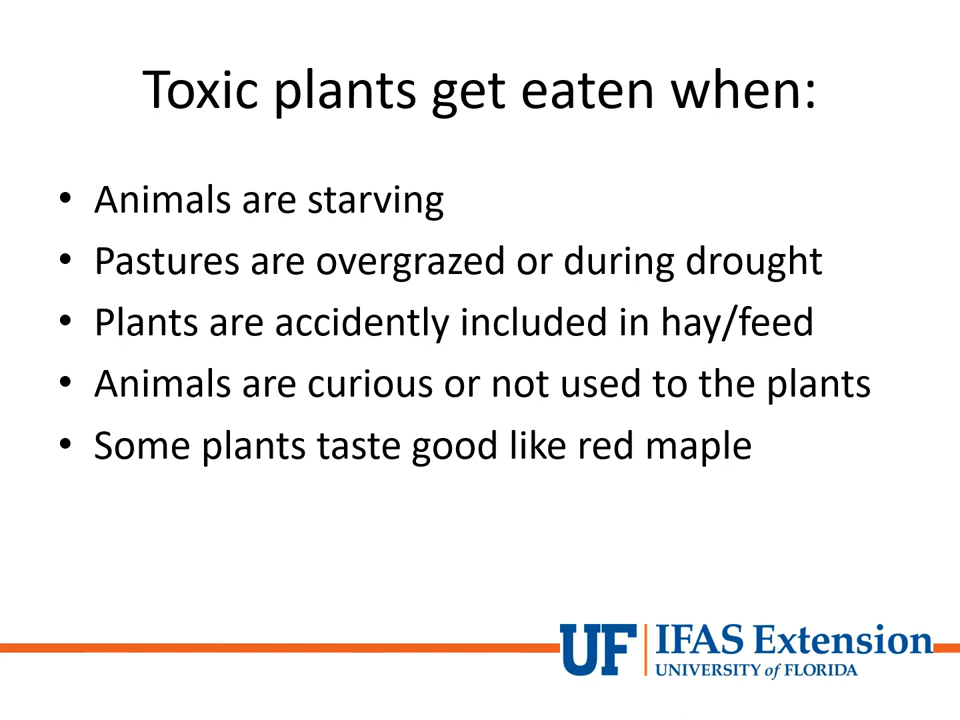 Toxic plants get eaten when:
• Animals are starving
• Pastures are overgrazed or during drought
• Plants are accidently included in hay/feed
• Animals are curious or not used to the plants
• Some plants taste good like red maple
UF IFAS Extension
UNIVERSITY of FLORIDA